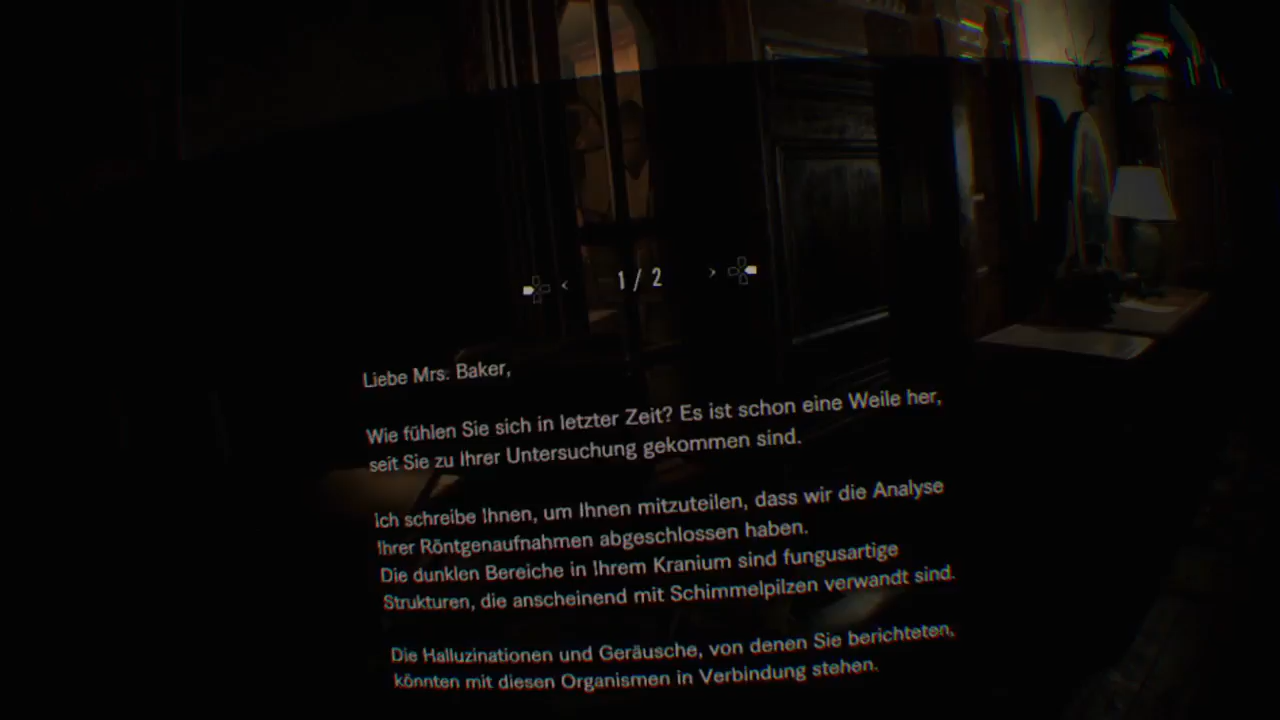 < 1 / 2 >
Liebe Mrs. Baker,
Wie fühlen Sie sich in letzter Zeit? Es ist schon eine Weile her,
seit Sie zu Ihrer Untersuchung gekommen sind.
Ich schreibe Ihnen, um Ihnen mitzuteilen, dass wir die Analyse
Ihrer Röntgenaufnahmen abgeschlossen haben.
Die dunklen Bereiche in Ihrem Kranium sind fungusartige
Strukturen, die anscheinend mit Schimmelpilzen verwandt sind.
Die Halluzinationen und Geräusche, von denen Sie berichteten,
könnten mit diesen Organismen in Verbindung stehen.